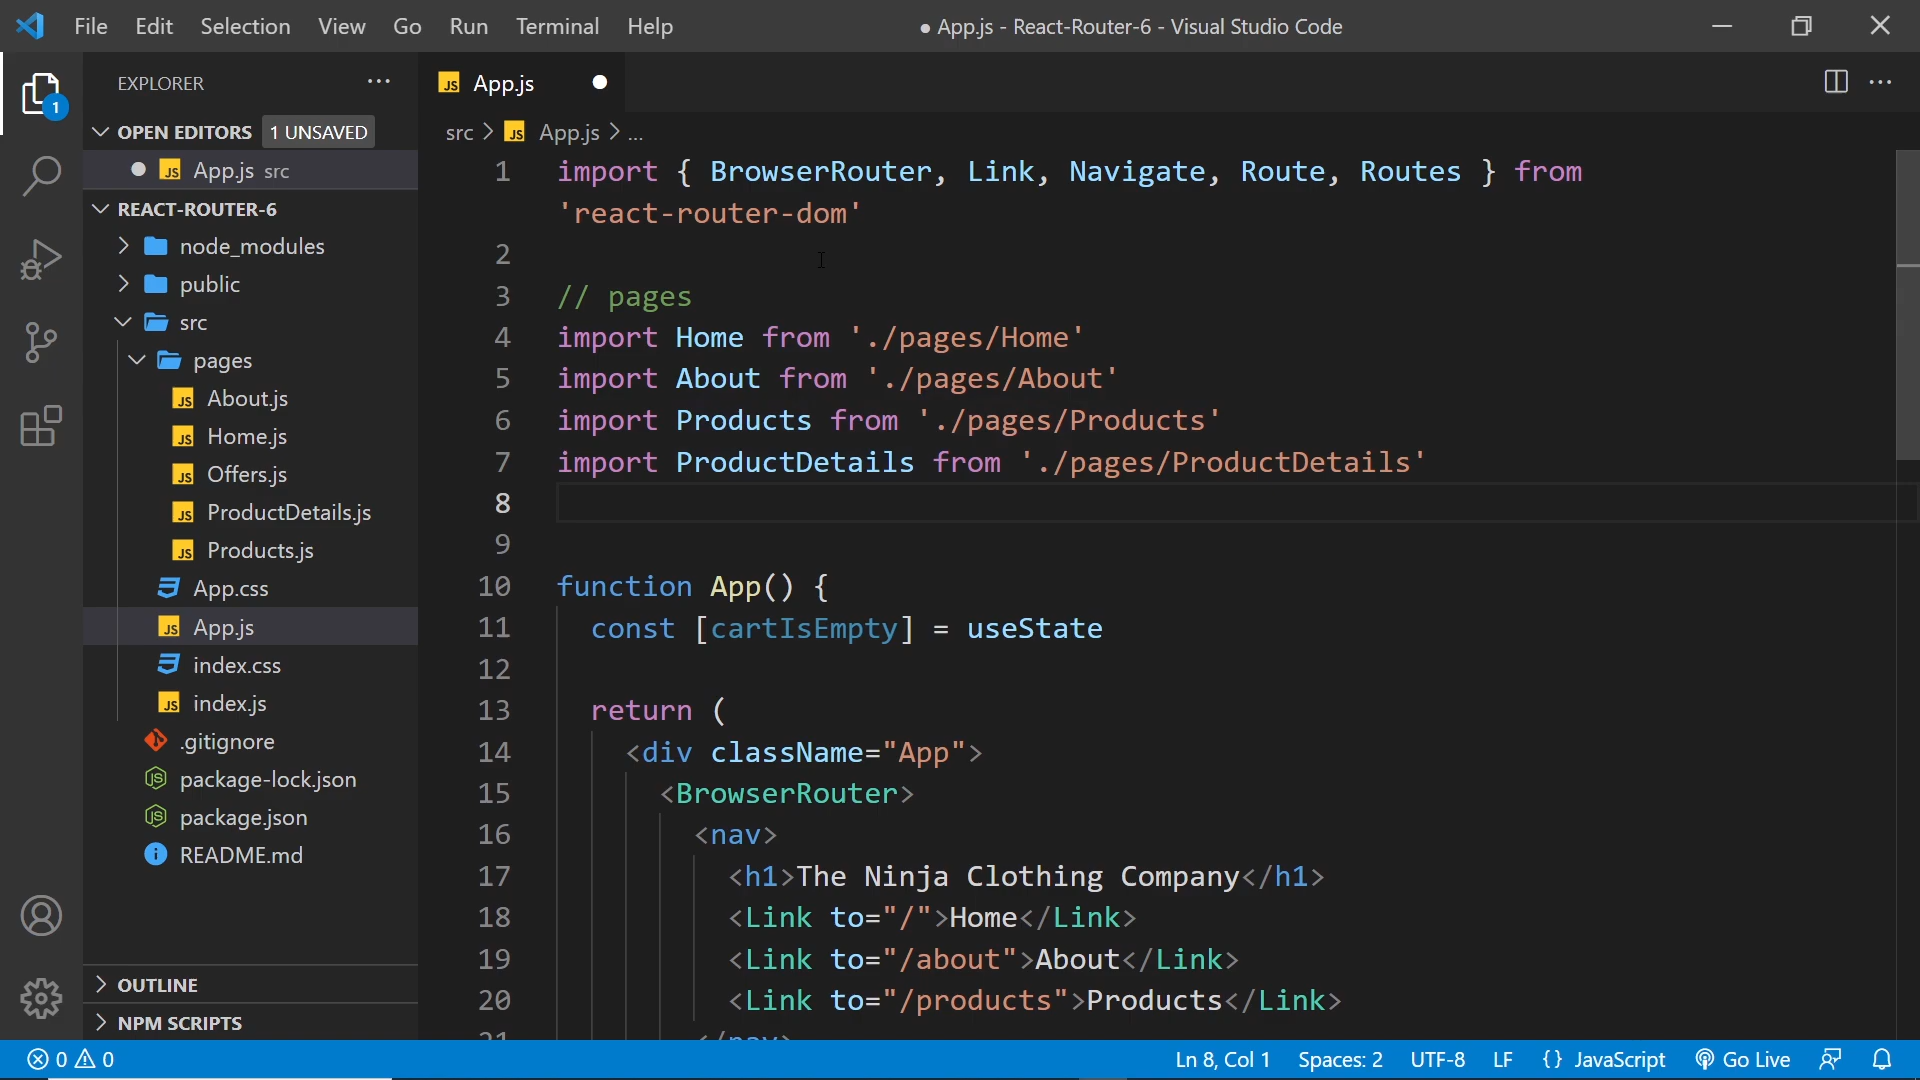 File Edit Selection View Go Run Terminal Help
● App.js - React-Router-6 - Visual Studio Code
EXPLORER
1
OPEN EDITORS 1 UNSAVED
App.js src
REACT-ROUTER-6
node_modules
public
src
pages
About.js
Home.js
Offers.js
ProductDetails.js
Products.js
App.css
App.js
index.css
index.js
.gitignore
package-lock.json
package.json
README.md
OUTLINE
NPM SCRIPTS
JS App.js
src > JS App.js > ...
1 import { BrowserRouter, Link, Navigate, Route, Routes } from
'react-router-dom'
2
3 // pages
4 import Home from './pages/Home'
5 import About from './pages/About'
6 import Products from './pages/Products'
7 import ProductDetails from './pages/ProductDetails'
8
9
10 function App() {
11 const [cartIsEmpty] = useState
12
13 return (
14 <div className="App">
15 <BrowserRouter>
16 <nav>
17 <h1>The Ninja Clothing Company</h1>
18 <Link to="/">Home</Link>
19 <Link to="/about">About</Link>
20 <Link to="/products">Products</Link>
21 </nav>
0 0 Ln 8, Col 1 Spaces: 2 UTF-8 LF {} JavaScript Go Live